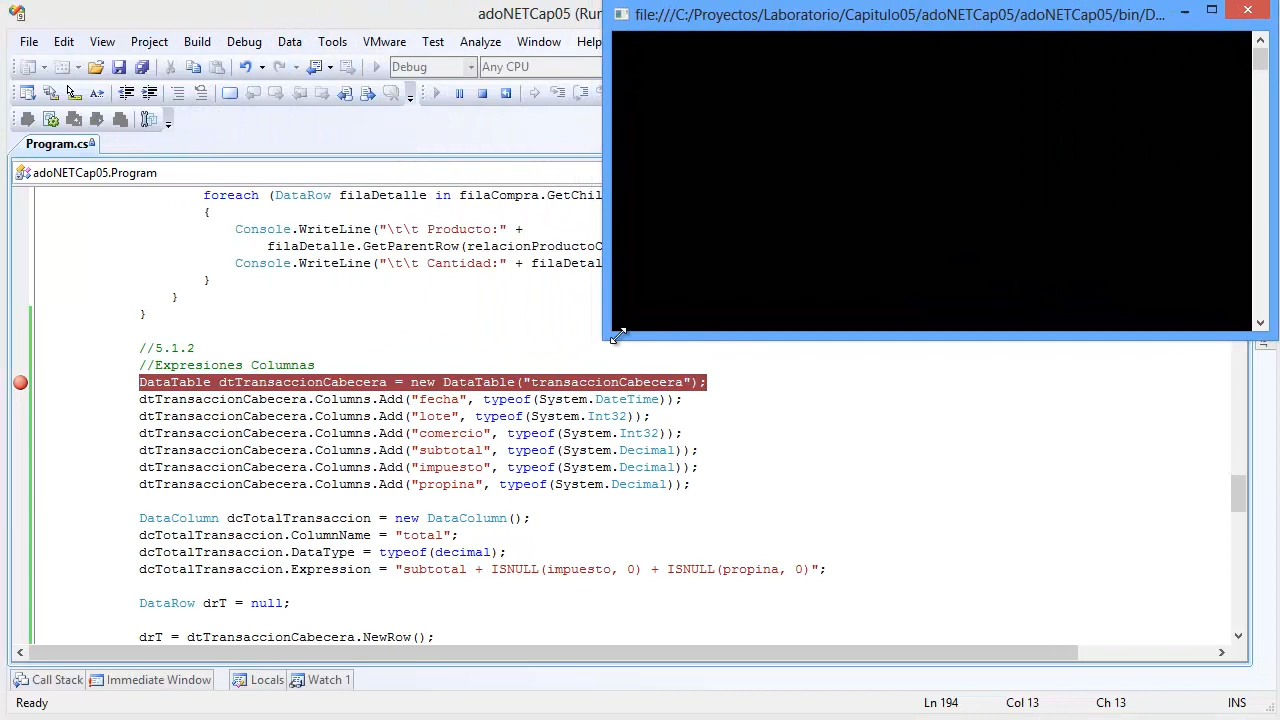 adoNETCap05 (Run
file:///C:/Proyectos/Laboratorio/Capitulo05/adoNETCap05/adoNETCap05/bin/D...
File Edit View Project Build Debug Data Tools VMware Test Analyze Window Help
Debug Any CPU
Program.cs
adoNETCap05.Program
foreach (DataRow filaDetalle in filaCompra.GetChil
{
Console.WriteLine("\t\t Producto:" +
filaDetalle.GetParentRow(relacionProductoC
Console.WriteLine("\t\t Cantidad:" + filaDetal
}
}
}
//5.1.2
//Expresiones Columnas
DataTable dtTransaccionCabecera = new DataTable("transaccionCabecera");
dtTransaccionCabecera.Columns.Add("fecha", typeof(System.DateTime));
dtTransaccionCabecera.Columns.Add("lote", typeof(System.Int32));
dtTransaccionCabecera.Columns.Add("comercio", typeof(System.Int32));
dtTransaccionCabecera.Columns.Add("subtotal", typeof(System.Decimal));
dtTransaccionCabecera.Columns.Add("impuesto", typeof(System.Decimal));
dtTransaccionCabecera.Columns.Add("propina", typeof(System.Decimal));
DataColumn dcTotalTransaccion = new DataColumn();
dcTotalTransaccion.ColumnName = "total";
dcTotalTransaccion.DataType = typeof(decimal);
dcTotalTransaccion.Expression = "subtotal + ISNULL(impuesto, 0) + ISNULL(propina, 0)";
DataRow drT = null;
drT = dtTransaccionCabecera.NewRow();
Call Stack Immediate Window Locals Watch 1
Ready Ln 194 Col 13 Ch 13 INS